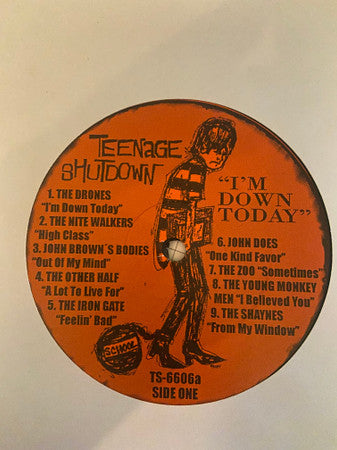 TEENAGE
SHUTDOWN
1. THE DRONES
"I'm Down Today"
2. THE NITE WALKERS
"High Class"
3. JOHN BROWN´S BODIES
"Out Of My Mind"
4. THE OTHER HALF
"A Lot To Live For"
5. THE IRON GATE
"Feelin' Bad"
"I'M
DOWN
TODAY"
6. JOHN DOES
"One Kind Favor"
7. THE ZOO "Sometimes"
8. THE YOUNG MONKEY
MEN "I Believed You"
9. THE SHAYNES
"From My Window"
SCHOOL
TS-6606a
SIDE ONE